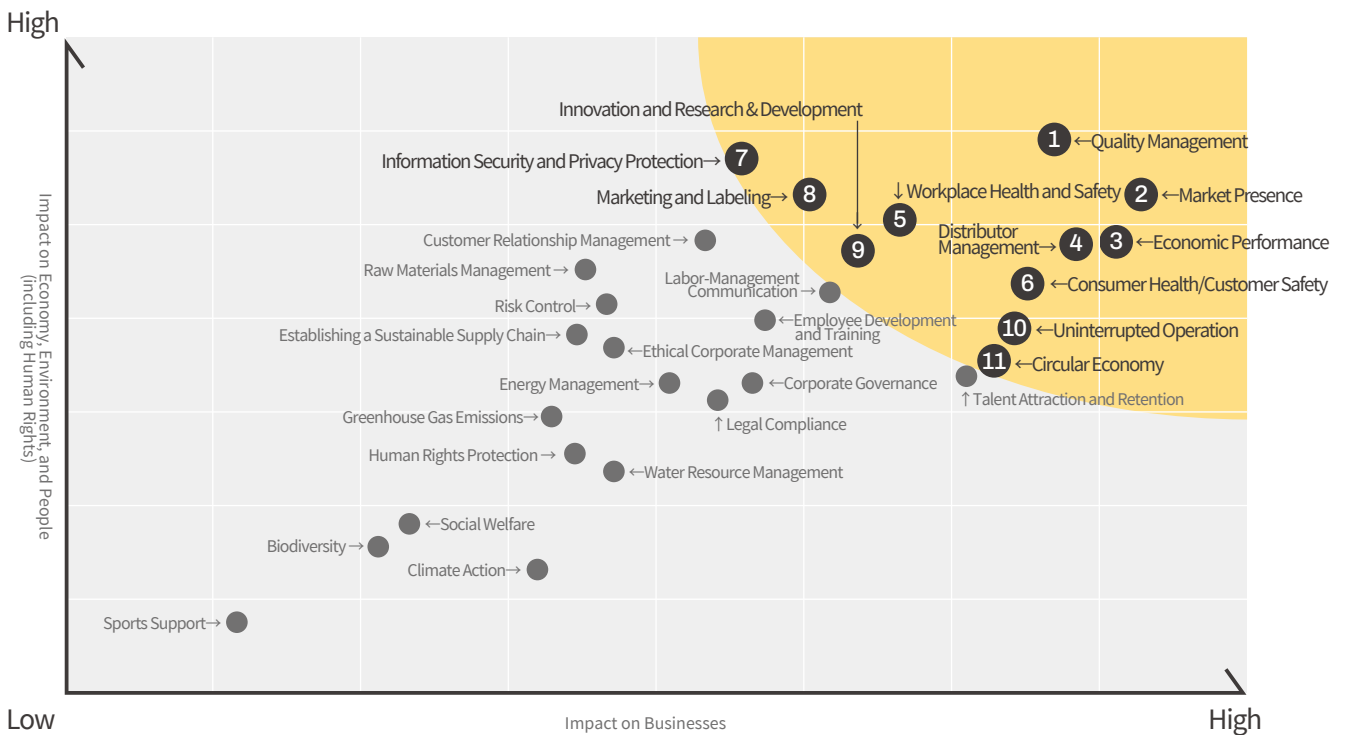 High
Innovation and Research & Development
1 ←Quality Management
Information Security and Privacy Protection→ 7
Marketing and Labeling→ 8
↓ Workplace Health and Safety
2 ←Market Presence
5
Customer Relationship Management →
9
Distributor
Management→ 4
3 ←Economic Performance
Raw Materials Management →
Labor-Management
Communication →
6 ←Consumer Health/Customer Safety
Risk Control→
←Employee Development
and Training
10 ←Uninterrupted Operation
Establishing a Sustainable Supply Chain→
←Ethical Corporate Management
11 ←Circular Economy
Energy Management→
←Corporate Governance
↑ Talent Attraction and Retention
Greenhouse Gas Emissions→
↑ Legal Compliance
Human Rights Protection →
←Water Resource Management
←Social Welfare
Biodiversity →
Climate Action→
Sports Support→
Impact on Economy, Environment, and People
(including Human Rights)
Low
Impact on Businesses
High